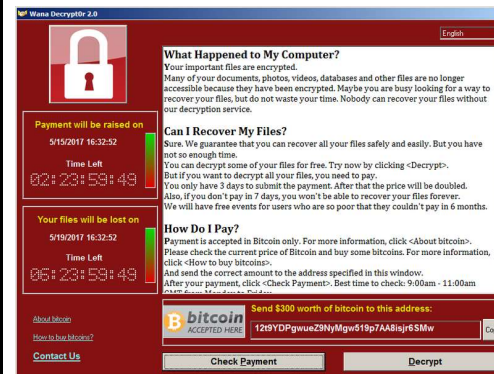 Wana Decrypt0r 2.0
English
What Happened to My Computer?
Your important files are encrypted.
Many of your documents, photos, videos, databases and other files are no longer
accessible because they have been encrypted. Maybe you are busy looking for a way to
recover your files, but do not waste your time. Nobody can recover your files without
our decryption service.
Can I Recover My Files?
Sure. We guarantee that you can recover all your files safely and easily. But you have
not so enough time.
You can decrypt some of your files for free. Try now by clicking <Decrypt>.
But if you want to decrypt all your files, you need to pay.
You only have 3 days to submit the payment. After that the price will be doubled.
Also, if you don't pay in 7 days, you won't be able to recover your files forever.
We will have free events for users who are so poor that they couldn't pay in 6 months.
How Do I Pay?
Payment is accepted in Bitcoin only. For more information, click <About bitcoin>.
Please check the current price of Bitcoin and buy some bitcoins. For more information,
click <How to buy bitcoins>.
And send the correct amount to the address specified in this window.
After your payment, click <Check Payment>. Best time to check: 9:00am - 11:00am
GMT from Monday to Friday.
Payment will be raised on
5/15/2017 16:32:52
Time Left
02:23:59:49
Your files will be lost on
5/19/2017 16:32:52
Time Left
06:23:59:49
About bitcoin
How to buy bitcoins?
Contact Us
bitcoin
ACCEPTED HERE
Send $300 worth of bitcoin to this address:
12t9YDPgwueZ9NyMgw519p7AA8isjr6SMw
Co
Check Payment
Decrypt